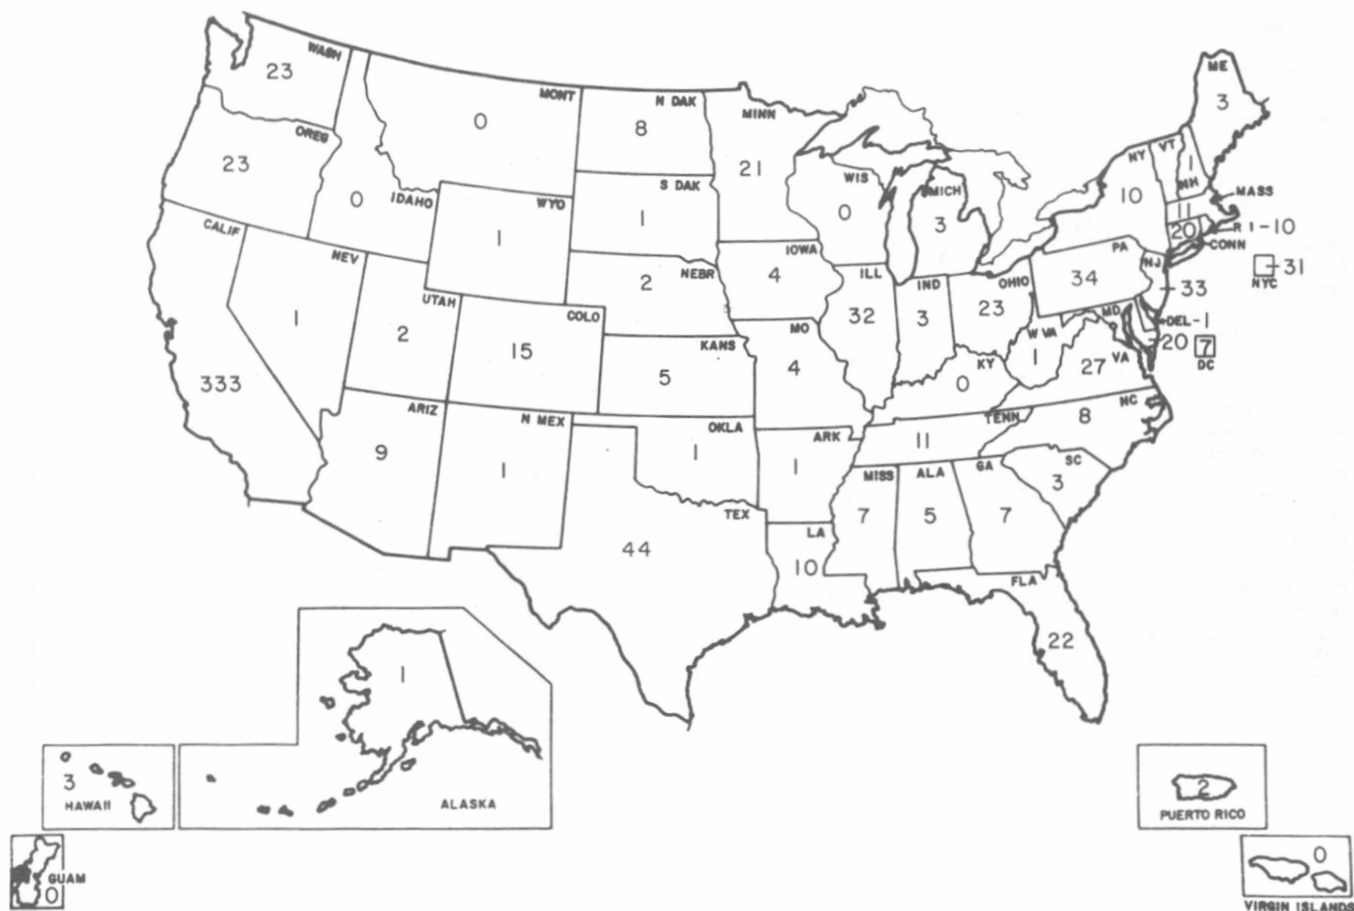 WASH
23
MONT
0
N DAK
8
MINN
21
ME
3
OREG
23
IDAHO
0
WYO
1
S DAK
1
WIS
0
MICH
3
NY
10
VT
NH
1
MASS
11
R I-10
CONN
20
NYC
31
CALIF
333
NEV
1
UTAH
2
COLO
15
NEBR
2
IOWA
4
ILL
32
IND
3
OHIO
23
PA
34
NJ
33
DEL-1
MD
20
7
DC
W VA
1
VA
27
KANS
5
MO
4
KY
0
ARIZ
9
N MEX
1
OKLA
1
ARK
1
TENN
11
NC
8
SC
3
TEX
44
LA
10
MISS
7
ALA
5
GA
7
FLA
22
1
ALASKA
3
HAWAII
GUAM
0
2
PUERTO RICO
0
VIRGIN ISLANDS